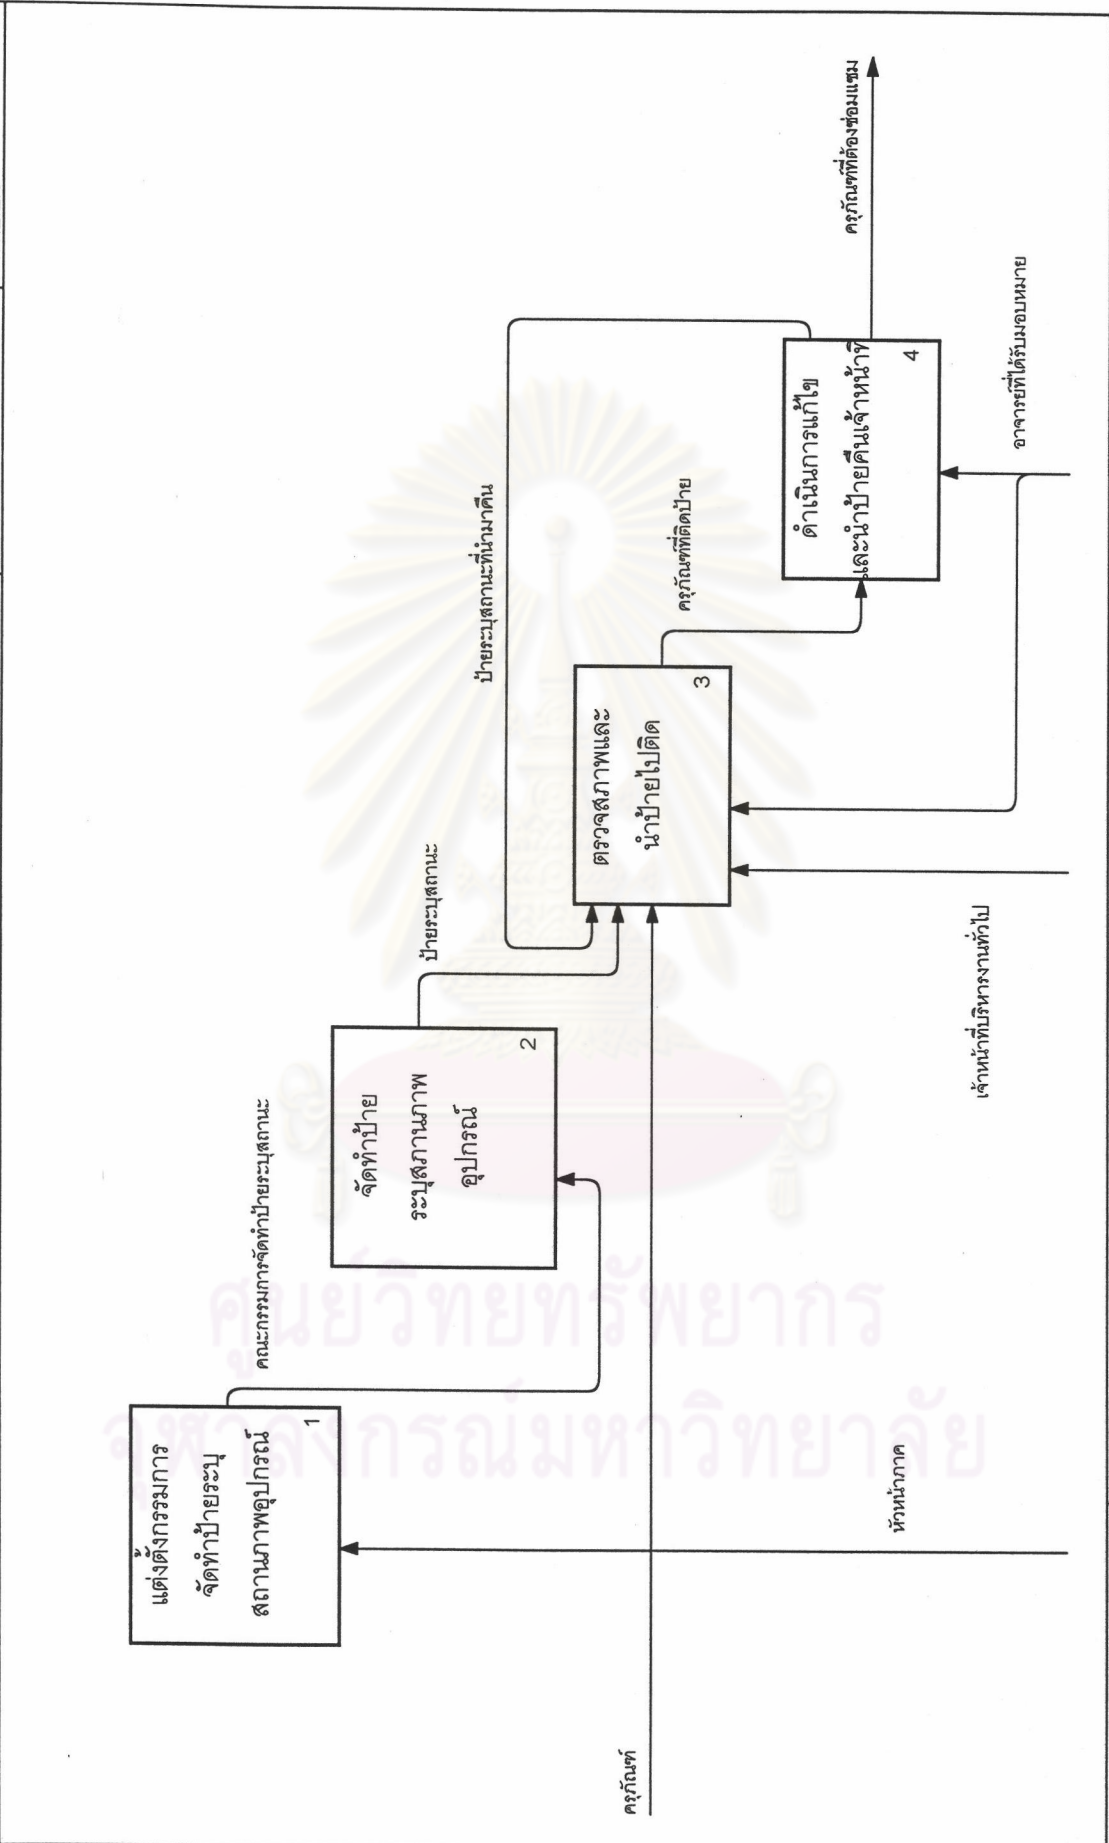 แต่งตั้งกรรมการ
จัดทำป้ายระบุ
สถานภาพอุปกรณ์
1
คณะกรรมการจัดทำป้ายระบุสถานะ
จัดทำป้าย
ระบุสภานภาพ
อุปกรณ์
2
ป้ายระบุสถานะ
ป้ายระบุสถานะที่นำมาคืน
ตรวจสภาพและ
นำป้ายไปติด
3
ครุภัณฑ์ที่ติดป้าย
ดำเนินการแก้ไข
และนำป้ายคืนเจ้าหน้าที่
4
ครุภัณฑ์ที่ต้องซ่อมแซม
ครุภัณฑ์
หัวหน้าภาค
เจ้าหน้าที่บริหารงานทั่วไป
อาจารย์ที่ได้รับมอบหมาย
ศูนย์วิทยทรัพยากร
จุฬาลงกรณ์มหาวิทยาลัย